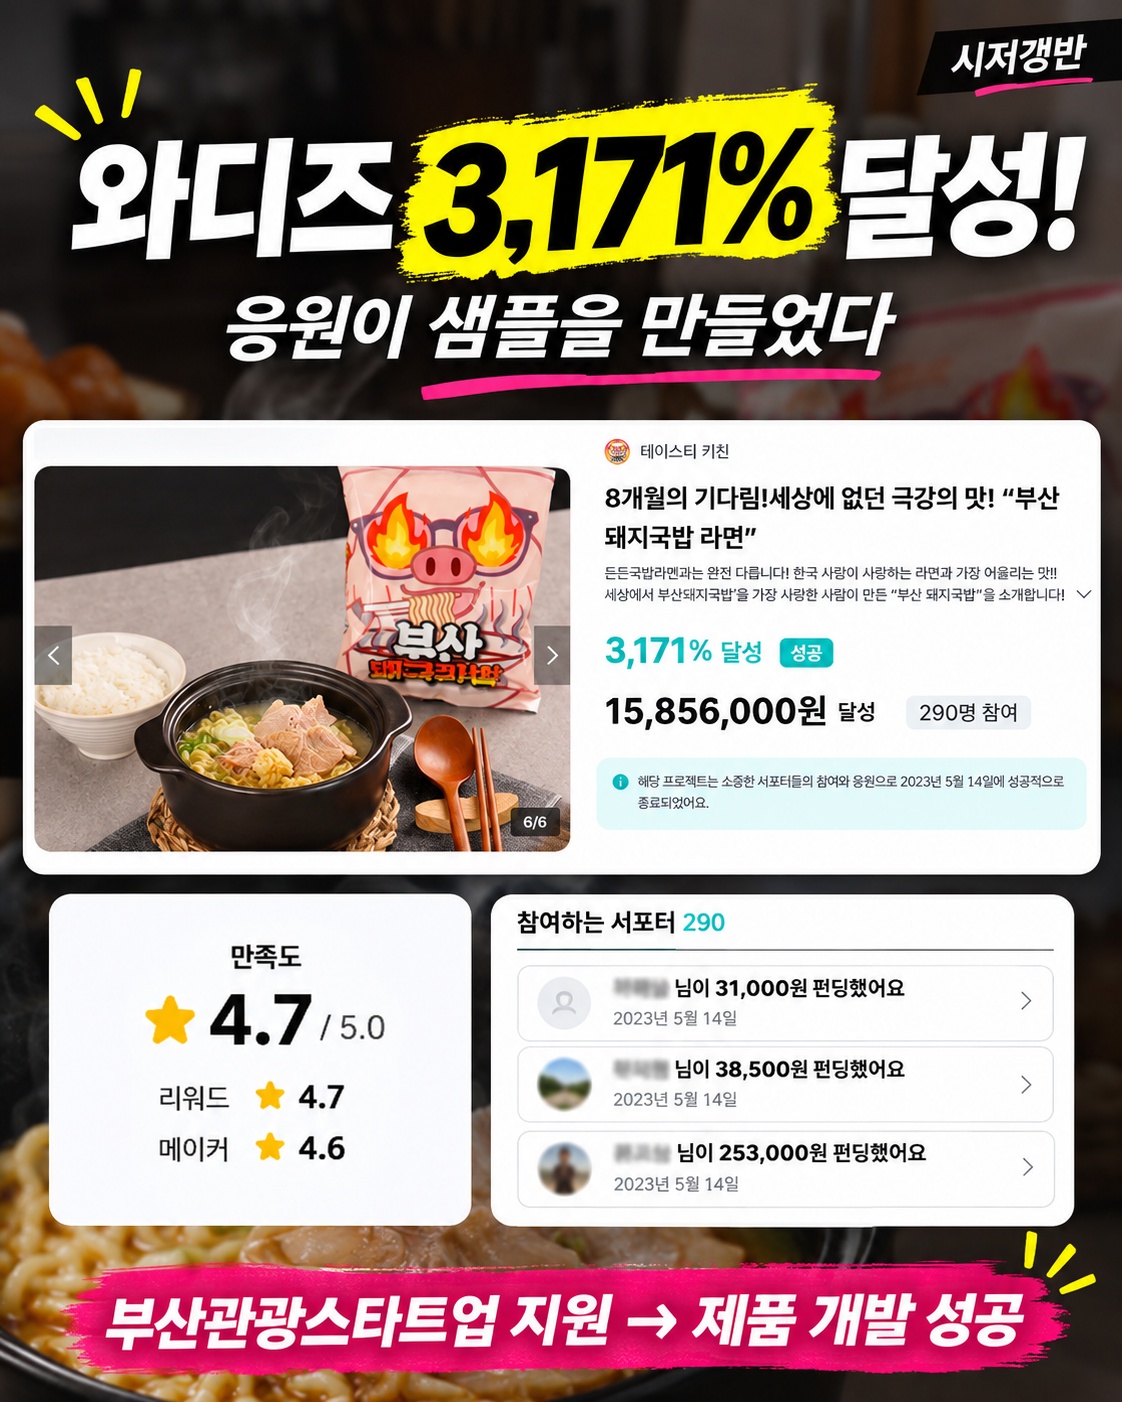 시저갱반
와디즈 3,171% 달성!
응원이 샘플을 만들었다
테이스티 키친
8개월의 기다림!세상에 없던 극강의 맛! “부산
돼지국밥 라면”
든든국밥라멘과는 완전 다릅니다! 한국 사랑이 사랑하는 라면과 가장 어울리는 맛!!
세상에서 부산돼지국밥'을 가장 사랑한 사람이 만든 “부산 돼지국밥”을 소개합니다!
3,171% 달성 성공
15,856,000원 달성 290명 참여
해당 프로젝트는 소중한 서포터들의 참여와 응원으로 2023년 5월 14일에 성공적으로
종료되었어요.
부사
6/6
만족도
4.7 / 5.0
리워드 4.7
메이커 4.6
참여하는 서포터 290
님이 31,000원 펀딩했어요
2023년 5월 14일
님이 38,500원 펀딩했어요
2023년 5월 14일
님이 253,000원 펀딩했어요
2023년 5월 14일
부산관광스타트업 지원 → 제품 개발 성공